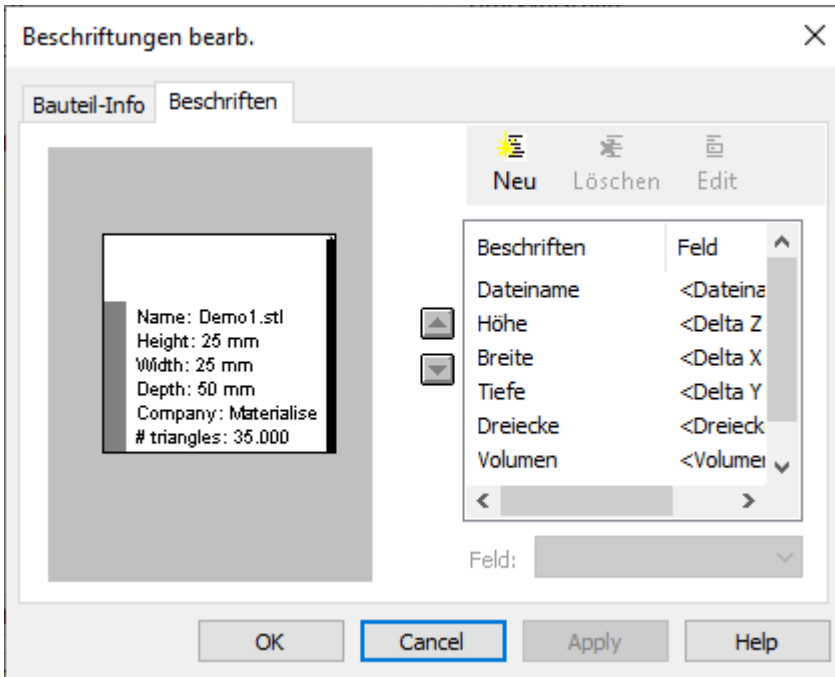 Beschriftungen bearb.
Bauteil-Info Beschriften
Neu Löschen Edit
Name: Demo1.stl
Height: 25 mm
Width: 25 mm
Depth: 50 mm
Company: Materialise
# triangles: 35.000
Beschriften Feld
Dateiname <Dateina
Höhe <Delta Z
Breite <Delta X
Tiefe <Delta Y
Dreiecke <Dreieck
Volumen <Volumer
Feld:
OK Cancel Apply Help